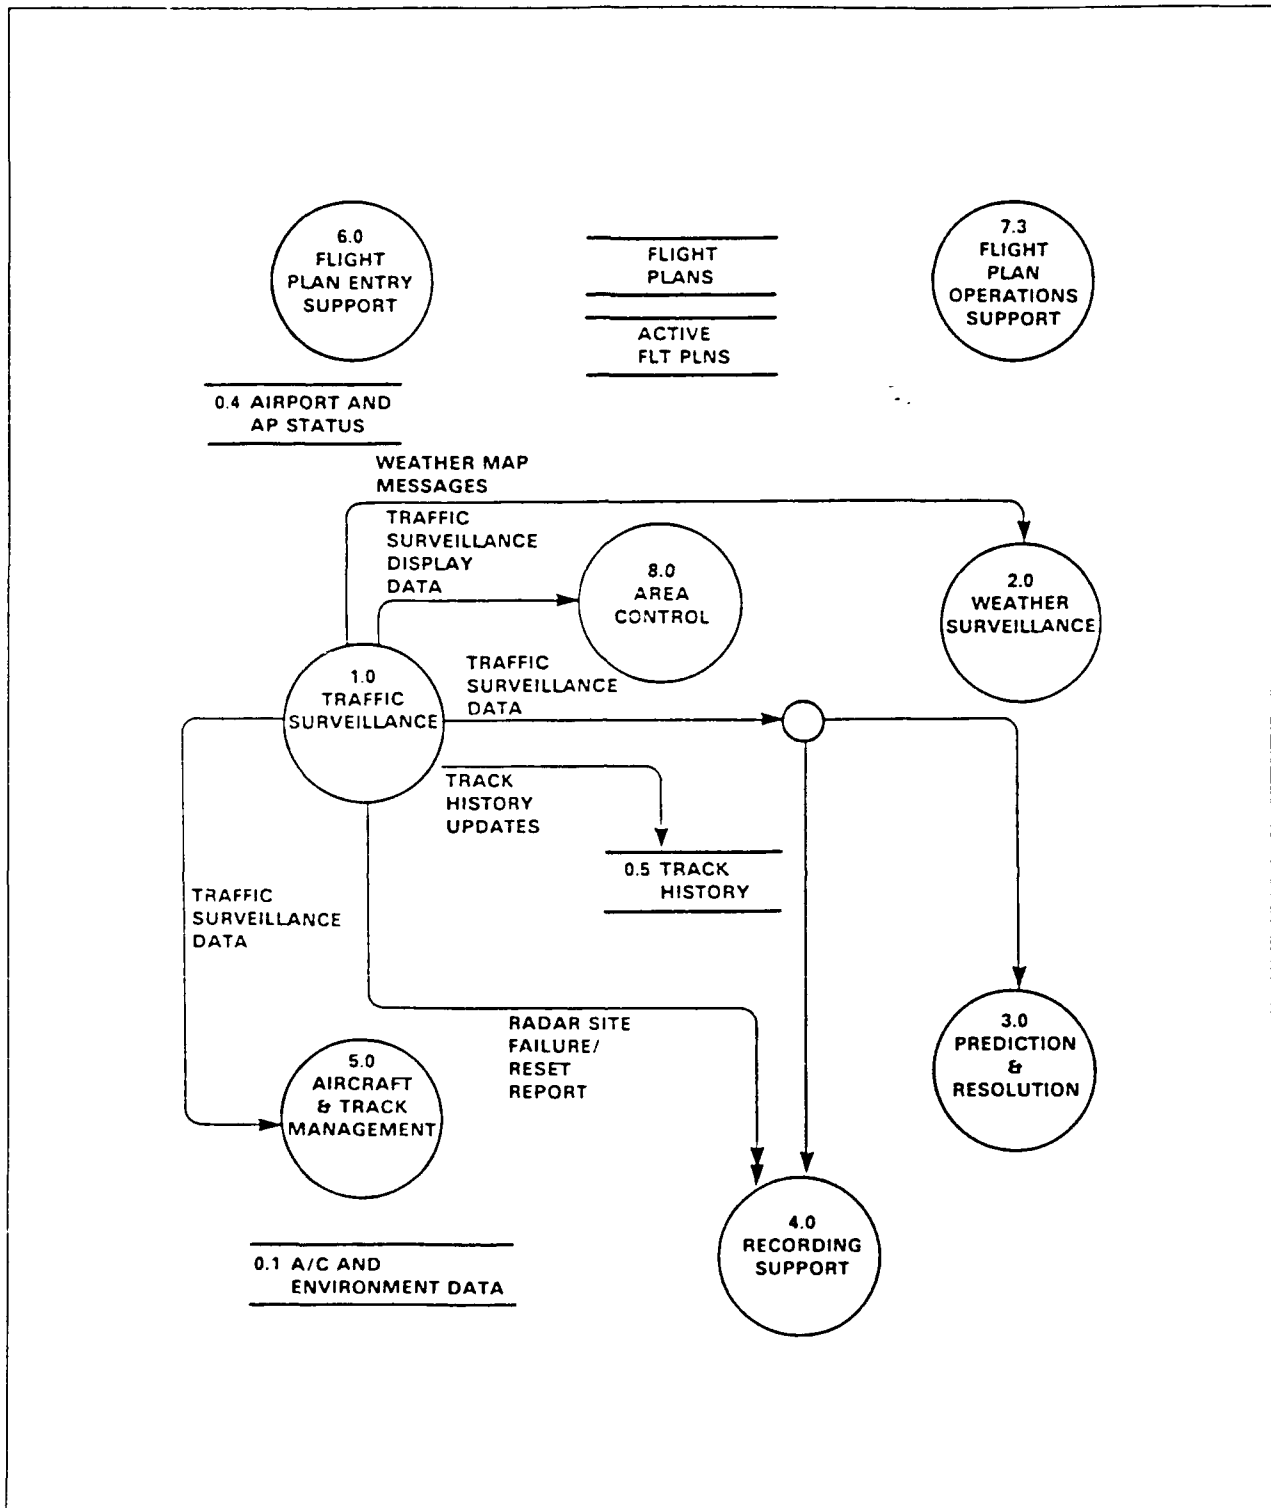 6.0
FLIGHT
PLAN ENTRY
SUPPORT
FLIGHT
PLANS
ACTIVE
FLT PLNS
7.3
FLIGHT
PLAN
OPERATIONS
SUPPORT
0.4 AIRPORT AND
AP STATUS
WEATHER MAP
MESSAGES
TRAFFIC
SURVEILLANCE
DISPLAY
DATA
8.0
AREA
CONTROL
2.0
WEATHER
SURVEILLANCE
1.0
TRAFFIC
SURVEILLANCE
TRAFFIC
SURVEILLANCE
DATA
TRACK
HISTORY
UPDATES
0.5 TRACK
HISTORY
TRAFFIC
SURVEILLANCE
DATA
RADAR SITE
FAILURE/
RESET
REPORT
3.0
PREDICTION
&
RESOLUTION
5.0
AIRCRAFT
& TRACK
MANAGEMENT
4.0
RECORDING
SUPPORT
0.1 A/C AND
ENVIRONMENT DATA